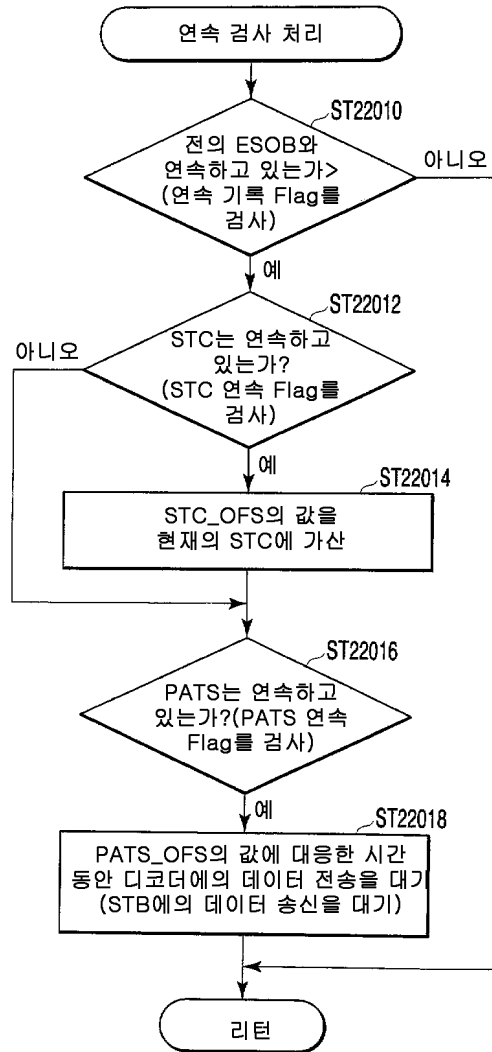 연속 검사 처리
ST22010
전의 ESOB와
연속하고 있는가>
(연속 기록 Flag를
검사)
아니오
예
ST22012
아니오
STC는 연속하고
있는가?
(STC 연속 Flag를
검사)
예
ST22014
STC_OFS의 값을
현재의 STC에 가산
ST22016
PATS는 연속하고
있는가?(PATS 연속
Flag를 검사)
예
ST22018
PATS_OFS의 값에 대응한 시간
동안 디코더에의 데이터 전송을 대기
(STB에의 데이터 송신을 대기)
리턴